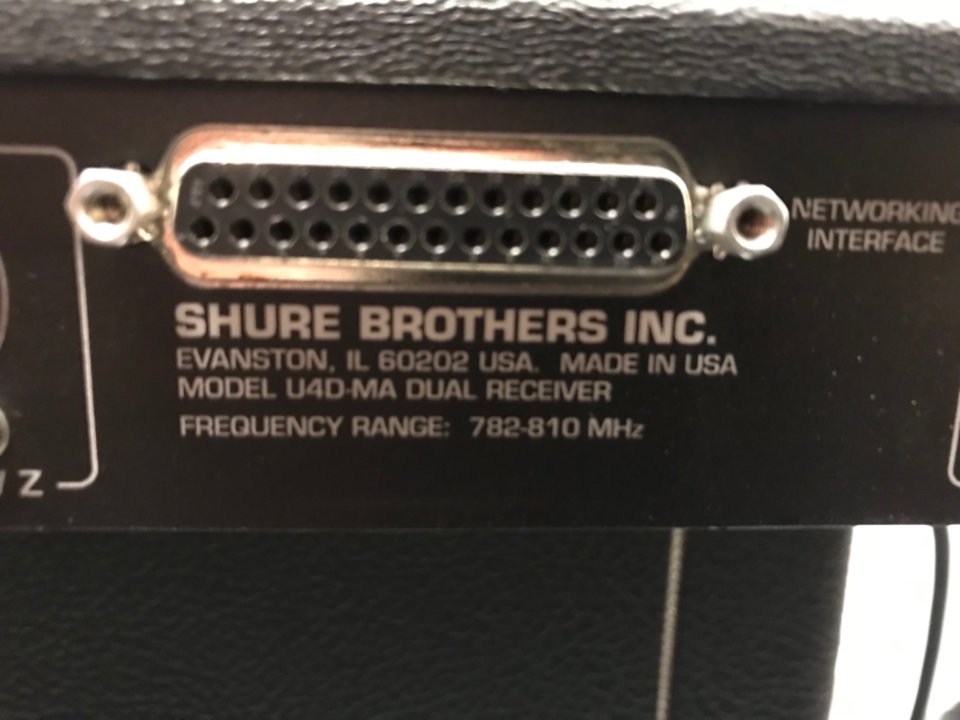 NETWORKING
INTERFACE
SHURE BROTHERS INC.
EVANSTON, IL 60202 USA. MADE IN USA
MODEL U4D-MA DUAL RECEIVER
FREQUENCY RANGE: 782-810 MHz
Z